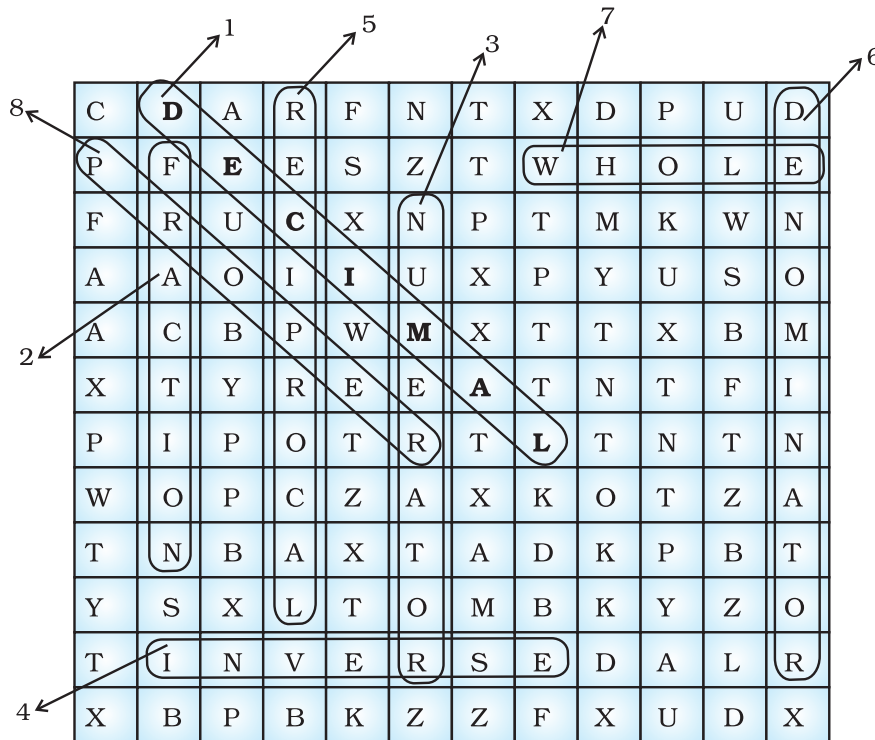 1 5 7
3 6
8
C D A R F N T X D P U D
P F E E S Z T W H O L E
F R U C X N P T M K W N
A A O I I U X P Y U S O
2
A C B P W M X T T X B M
X T Y R E E A T N T F I
P I P O T R T L T N T N
W O P C Z A X K O T Z A
T N B A X T A D K P B T
Y S X L T O M B K Y Z O
T I N V E R S E D A L R
4
X B P B K Z Z F X U D X